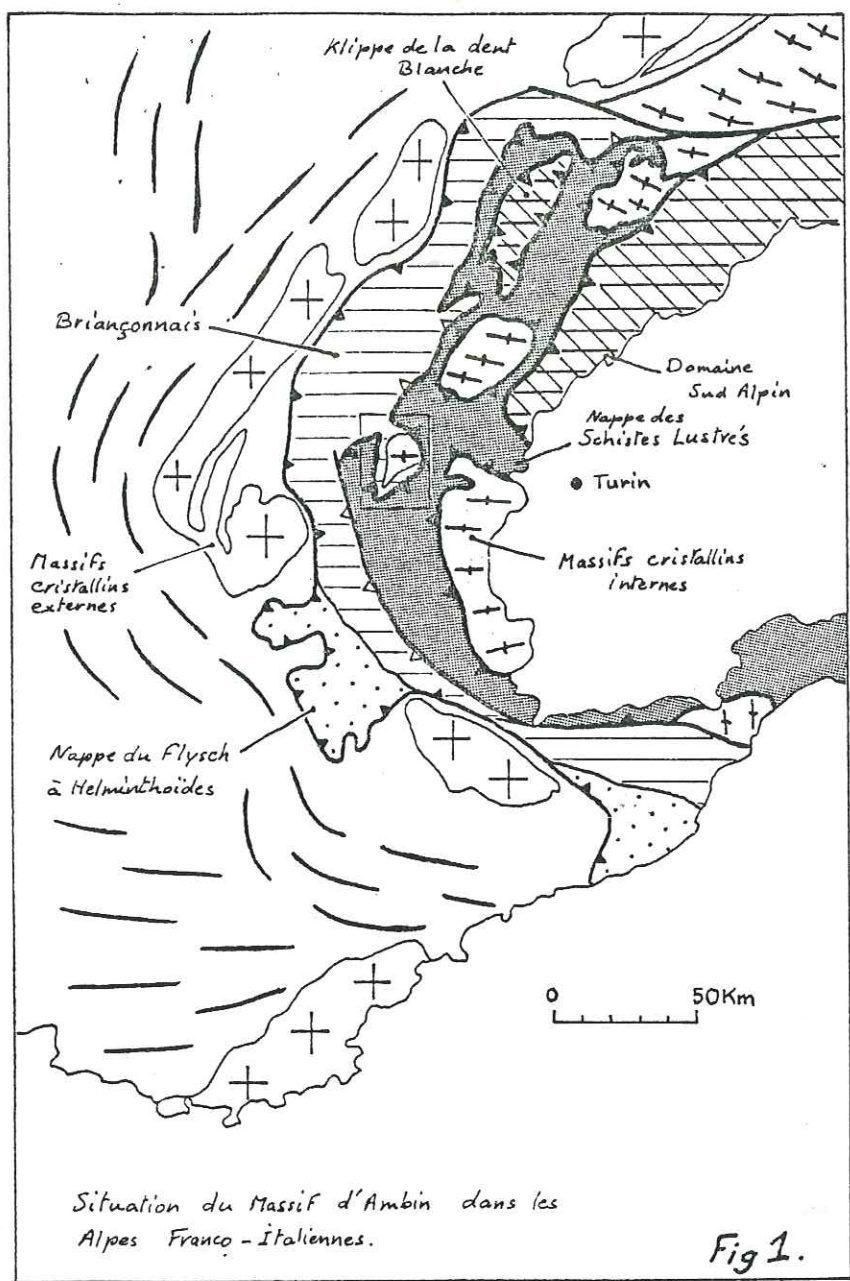 Klippe de la dent
Blanche
Briançonnais
Domaine
Sud Alpin
Nappe des
Schistes Lustrés
Turin
Massifs
cristallins
externes
Massifs cristallins
internes
Nappe du Flysch
à Helminthoïdes
0 50Km
Situation du Massif d'Ambin dans les
Alpes Franco-Italiennes.
Fig 1.